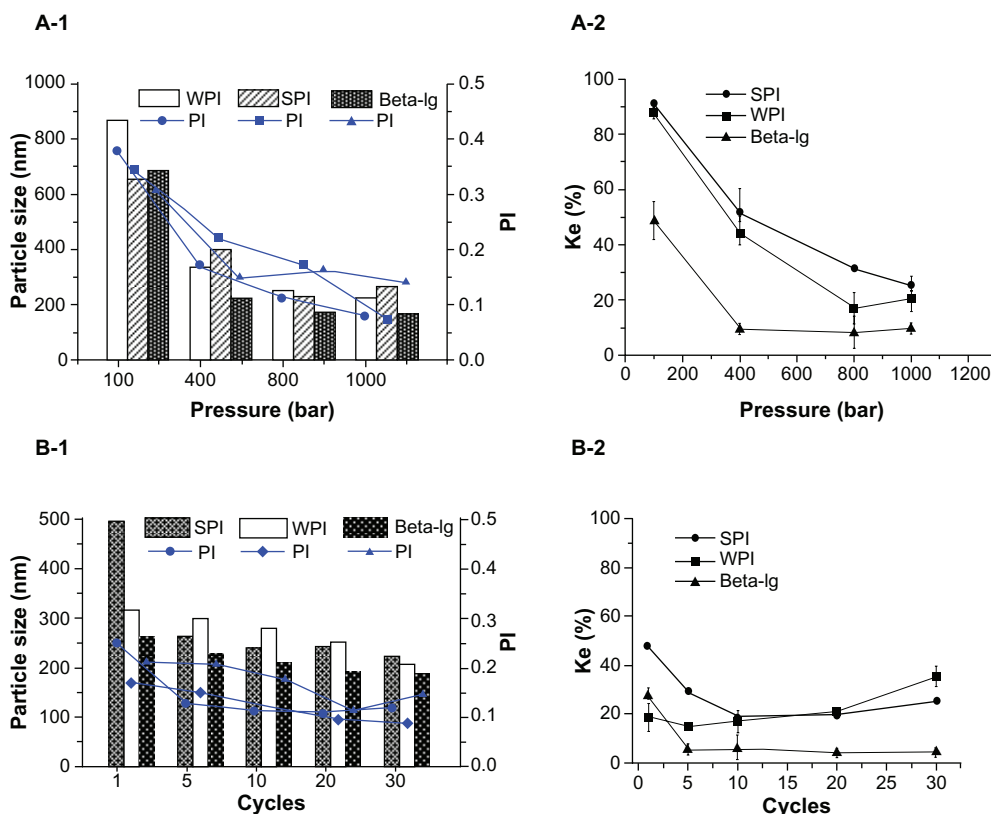 A-1
WPI SPI Beta-lg
PI PI PI
1000
800
600
400
200
0
Particle size (nm)
0.5
0.4
0.3
0.2
0.1
0.0
PI
100 400 800 1000
Pressure (bar)
A-2
SPI
WPI
Beta-lg
100
80
60
40
20
0
Ke (%)
0 200 400 600 800 1000 1200
Pressure (bar)
B-1
SPI WPI Beta-lg
PI PI PI
500
400
300
200
100
0
Particle size (nm)
0.5
0.4
0.3
0.2
0.1
0.0
PI
1 5 10 20 30
Cycles
B-2
SPI
WPI
Beta-lg
100
80
60
40
20
0
Ke (%)
0 5 10 15 20 25 30
Cycles